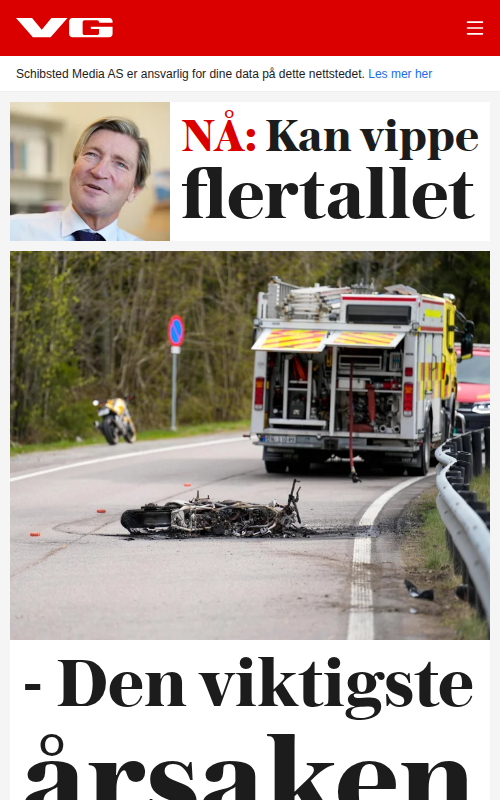 VG
Schibsted Media AS er ansvarlig for dine data på dette nettstedet. Les mer her
NÅ: Kan vippe
flertallet
- Den viktigste
årsaken